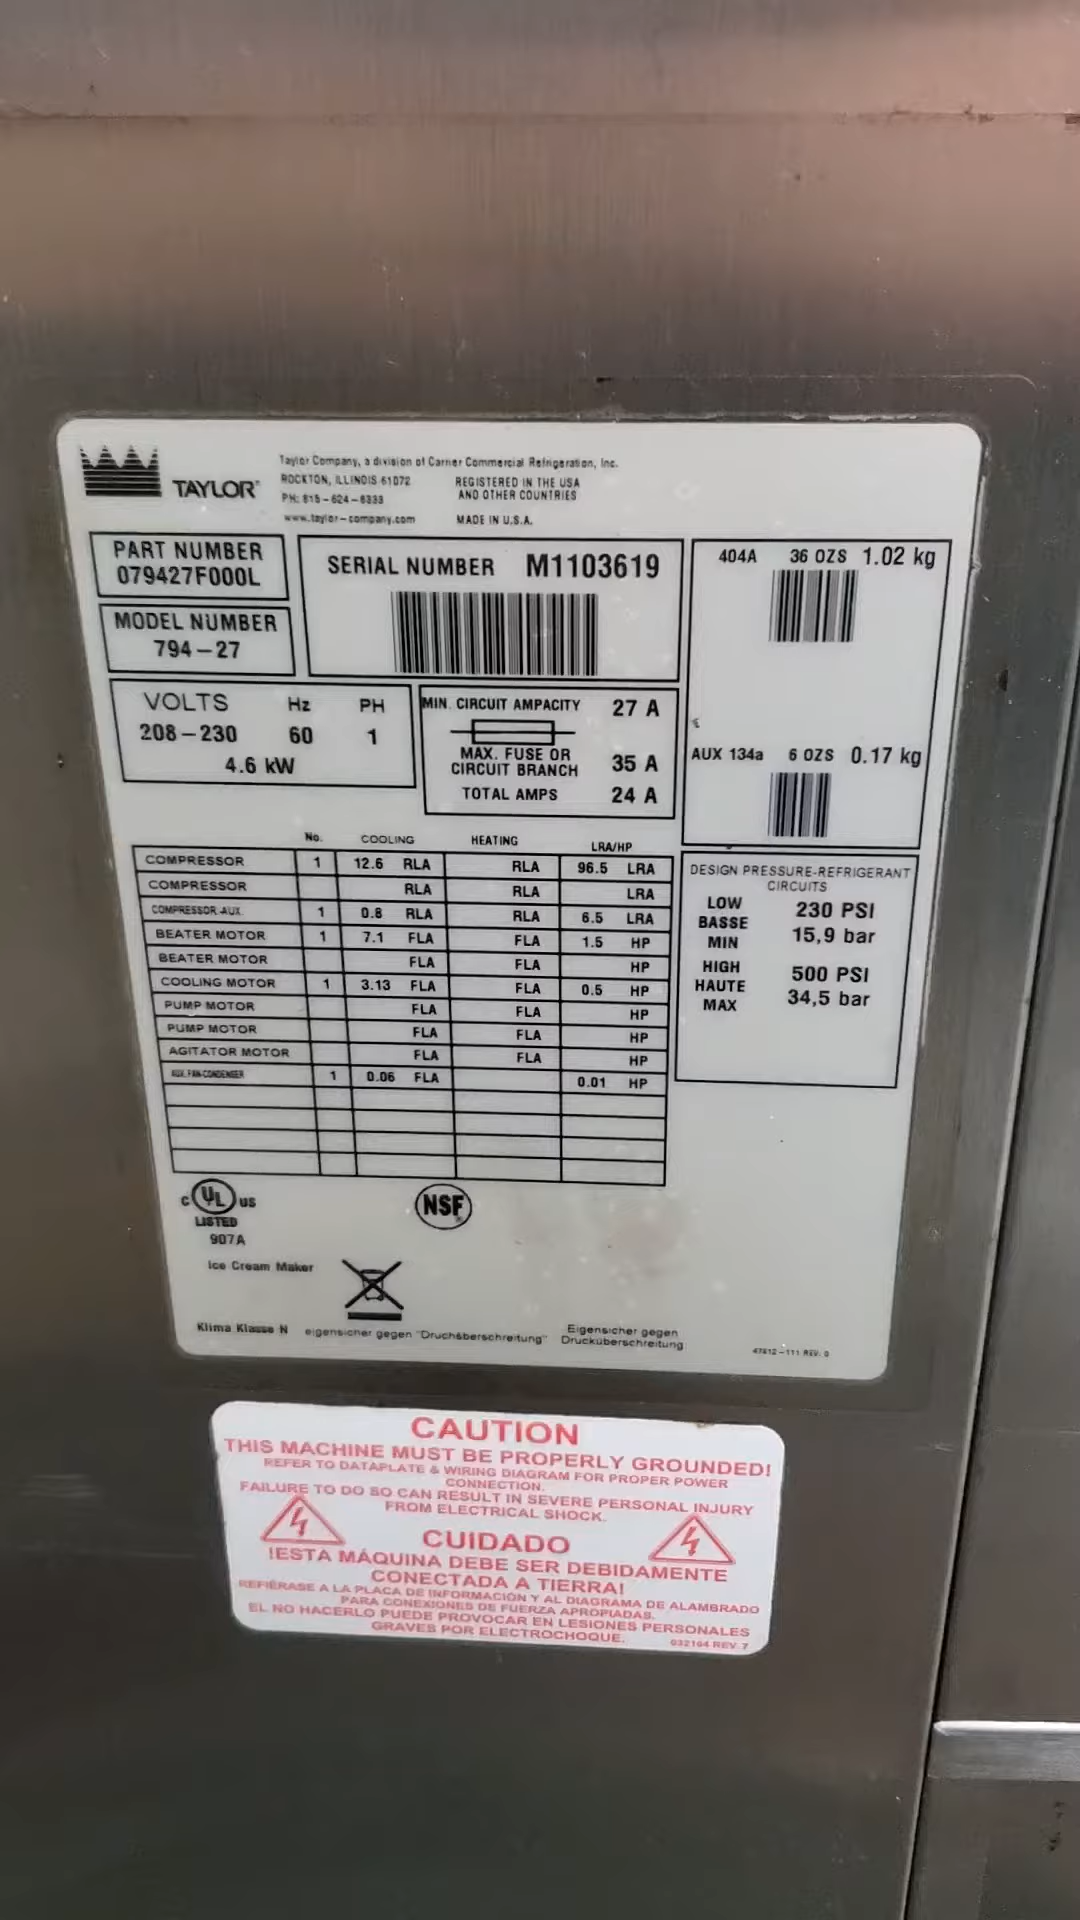 TAYLOR®
Taylor Company, a division of Carrier Commercial Refrigeration, Inc.
ROCKTON, ILLINOIS 61072
PH: 815-624-8333
www.taylor-company.com
REGISTERED IN THE USA
AND OTHER COUNTRIES
MADE IN U.S.A.
PART NUMBER
079427F000L
SERIAL NUMBER M1103619
MODEL NUMBER
794-27
404A 36 OZS 1.02 kg
AUX 134a 6 OZS 0.17 kg
VOLTS Hz PH
208-230 60 1
4.6 kW
MIN. CIRCUIT AMPACITY 27 A
MAX. FUSE OR
CIRCUIT BRANCH 35 A
TOTAL AMPS 24 A
No. COOLING HEATING LRA/HP
COMPRESSOR 1 12.6 RLA RLA 96.5 LRA
COMPRESSOR RLA RLA LRA
COMPRESSOR-AUX. 1 0.8 RLA RLA 6.5 LRA
BEATER MOTOR 1 7.1 FLA FLA 1.5 HP
BEATER MOTOR FLA FLA HP
COOLING MOTOR 1 3.13 FLA FLA 0.5 HP
PUMP MOTOR FLA FLA HP
PUMP MOTOR FLA FLA HP
AGITATOR MOTOR FLA FLA HP
AUX. FAN-CONDENSER 1 0.06 FLA 0.01 HP
DESIGN PRESSURE-REFRIGERANT
CIRCUITS
LOW
BASSE
MIN
230 PSI
15,9 bar
HIGH
HAUTE
MAX
500 PSI
34,5 bar
C UL US
LISTED
907A
NSF
Ice Cream Maker
Klima Klasse N
eigensicher gegen "Druchsberschreitung"
Eigensicher gegen
Drucküberschreitung
47812-111 REV. 0
CAUTION
THIS MACHINE MUST BE PROPERLY GROUNDED!
REFER TO DATAPLATE & WIRING DIAGRAM FOR PROPER POWER
CONNECTION.
FAILURE TO DO SO CAN RESULT IN SEVERE PERSONAL INJURY
FROM ELECTRICAL SHOCK.
CUIDADO
!ESTA MÁQUINA DEBE SER DEBIDAMENTE
CONECTADA A TIERRA!
REFIÉRASE A LA PLACA DE INFORMACIÓN Y AL DIAGRAMA DE ALAMBRADO
PARA CONEXIONES DE FUERZA APROPIADAS.
EL NO HACERLO PUEDE PROVOCAR EN LESIONES PERSONALES
GRAVES POR ELECTROCHOQUE.
032164 REV. 7